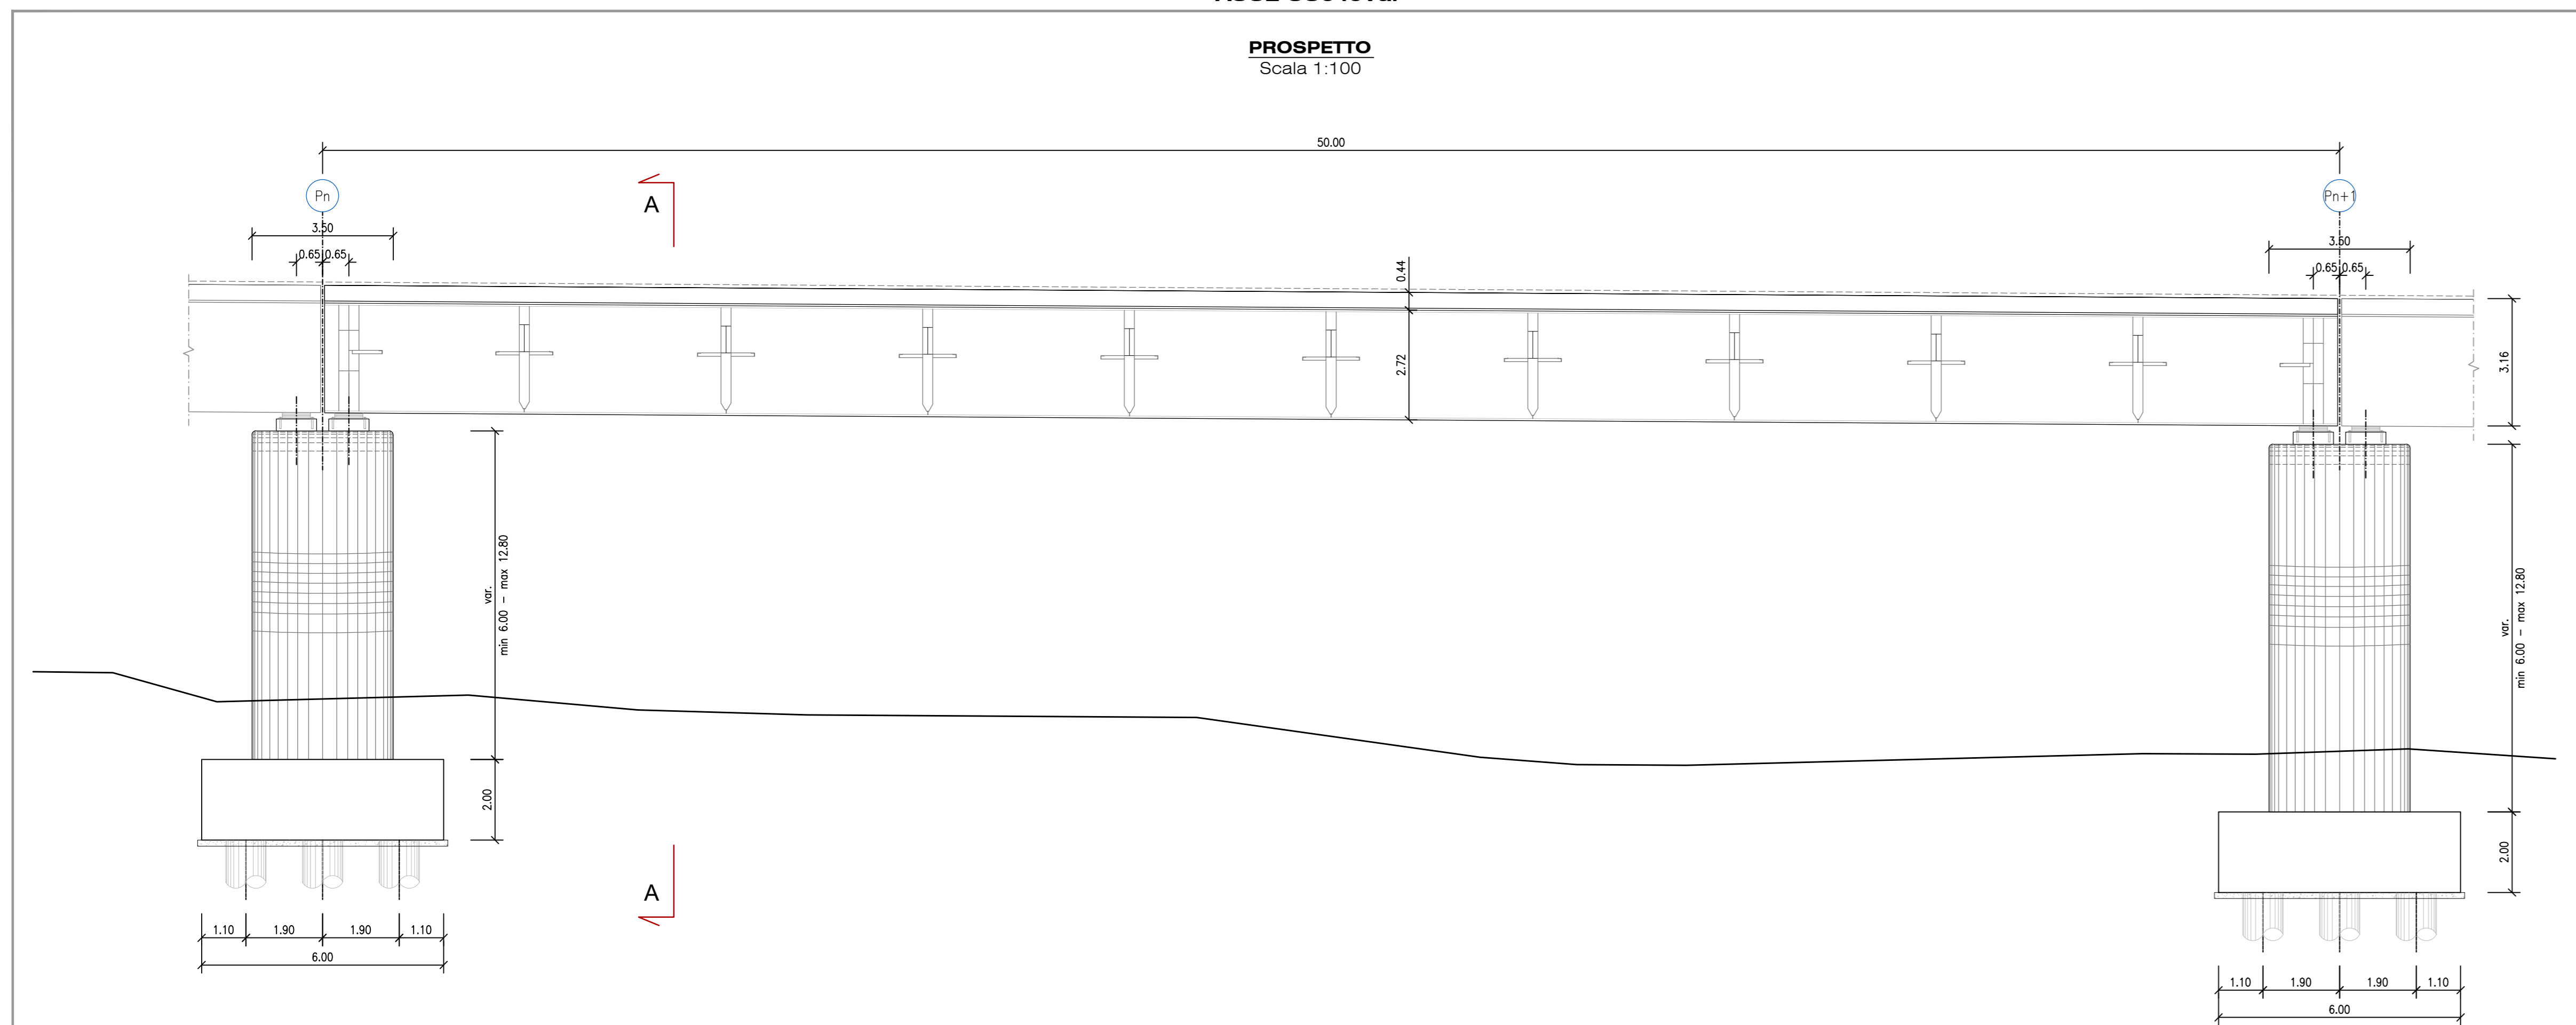 PROSPETTO
Scala 1:100
50.00
Pn
Pn+1
A
3.50
3.50
0.65 0.65
0.65 0.65
0.44
2.72
3.16
var.
min 6.00 - max 12.80
var.
min 6.00 - max 12.80
2.00
2.00
A
1.10 1.90 1.90 1.10
6.00
1.10 1.90 1.90 1.10
6.00